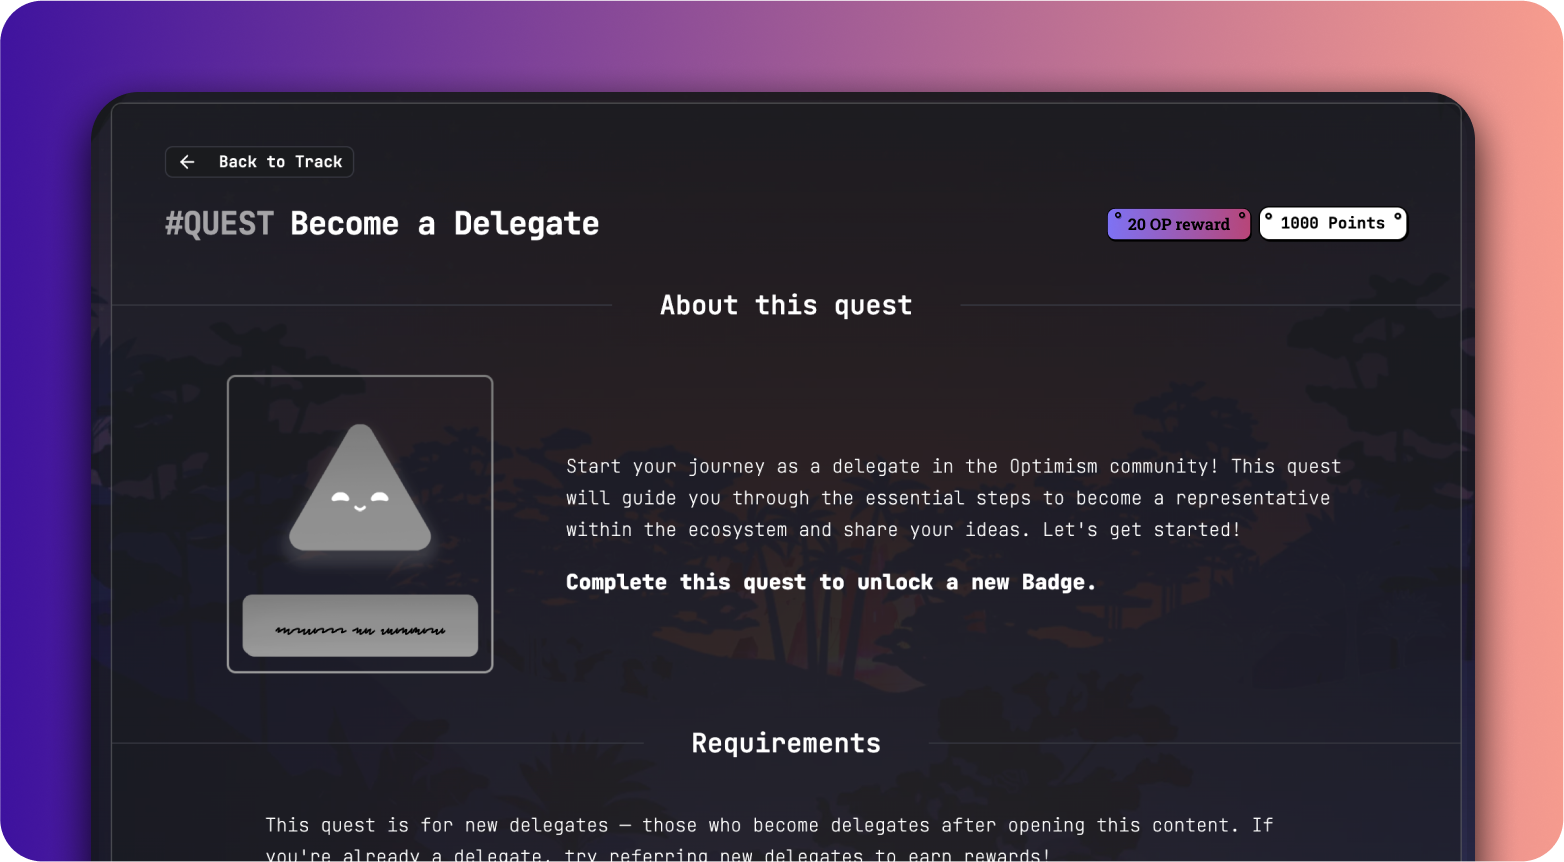 ← Back to Track
#QUEST Become a Delegate
20 OP reward
1000 Points
About this quest
Start your journey as a delegate in the Optimism community! This quest
will guide you through the essential steps to become a representative
within the ecosystem and share your ideas. Let's get started!
Complete this quest to unlock a new Badge.
Requirements
This quest is for new delegates — those who become delegates after opening this content. If
you're already a delegate, try referring new delegates to earn rewards!